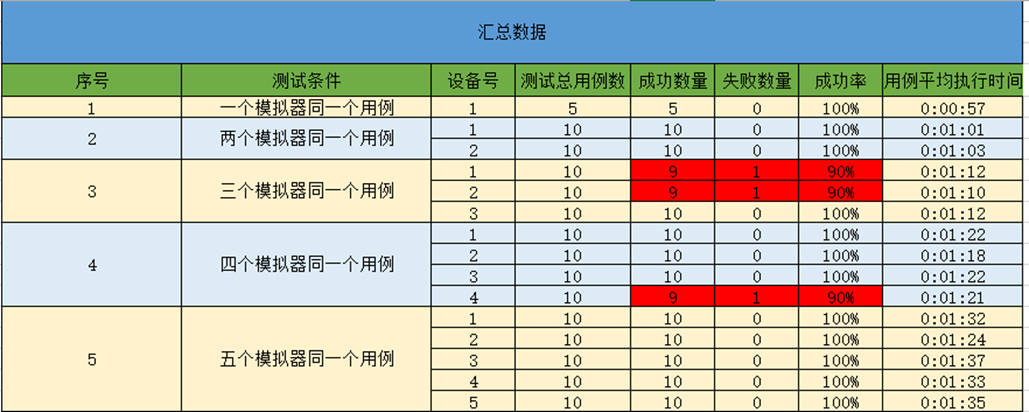 汇总数据
序号 测试条件 设备号 测试总用例数 成功数量 失败数量 成功率 用例平均执行时间
1 一个模拟器同一个用例 1 5 5 0 100% 0:00:57
2 两个模拟器同一个用例 1 10 10 0 100% 0:01:01
2 10 10 0 100% 0:01:03
3 三个模拟器同一个用例 1 10 9 1 90% 0:01:12
2 10 9 1 90% 0:01:10
3 10 10 0 100% 0:01:12
4 四个模拟器同一个用例 1 10 10 0 100% 0:01:22
2 10 10 0 100% 0:01:18
3 10 10 0 100% 0:01:22
4 10 9 1 90% 0:01:21
5 五个模拟器同一个用例 1 10 10 0 100% 0:01:32
2 10 10 0 100% 0:01:24
3 10 10 0 100% 0:01:37
4 10 10 0 100% 0:01:33
5 10 10 0 100% 0:01:35